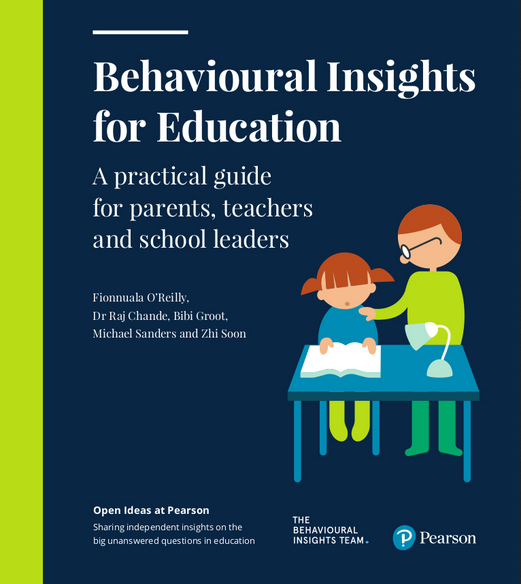 Behavioural Insights
for Education
A practical guide
for parents, teachers
and school leaders
Fionnuala O'Reilly,
Dr Raj Chande, Bibi Groot,
Michael Sanders and Zhi Soon
Open Ideas at Pearson
Sharing independent insights on the
big unanswered questions in education
THE
BEHAVIOURAL
INSIGHTS TEAM.
P Pearson